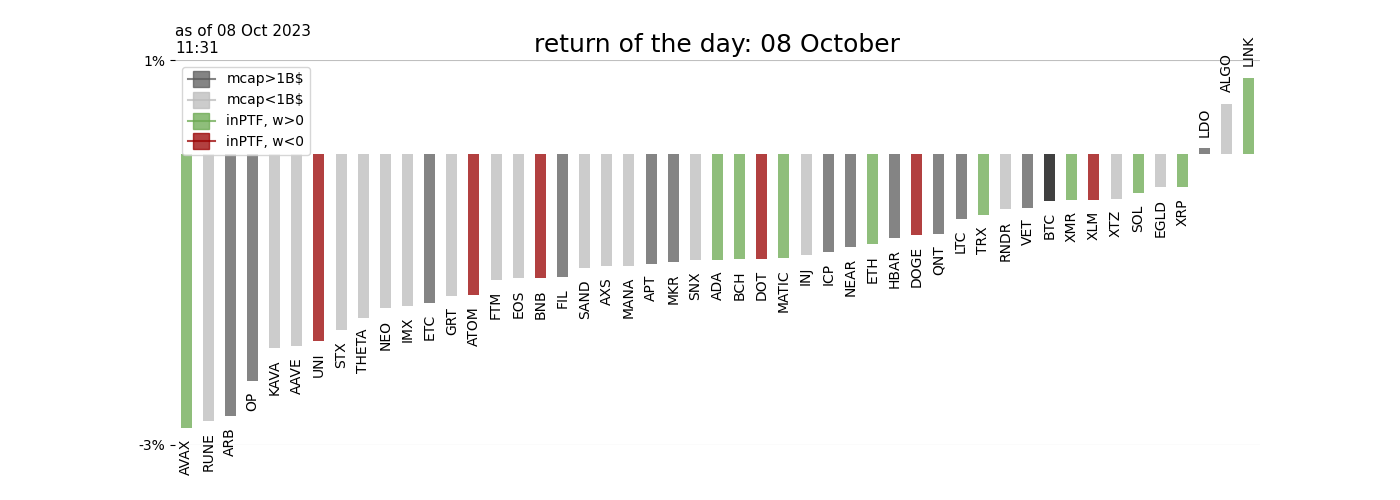 as of 08 Oct 2023
11:31
return of the day: 08 October
1%
mcap>1B$
mcap<1B$
inPTF, w>0
inPTF, w<0
-3%
AVAX
RUNE
ARB
OP
KAVA
AAVE
UNI
STX
THETA
NEO
IMX
ETC
GRT
ATOM
FTM
EOS
BNB
FIL
SAND
AXS
MANA
APT
MKR
SNX
ADA
BCH
DOT
MATIC
INJ
ICP
NEAR
ETH
HBAR
DOGE
QNT
LTC
TRX
RNDR
VET
BTC
XMR
XLM
XTZ
SOL
EGLD
XRP
LDO
ALGO
LINK